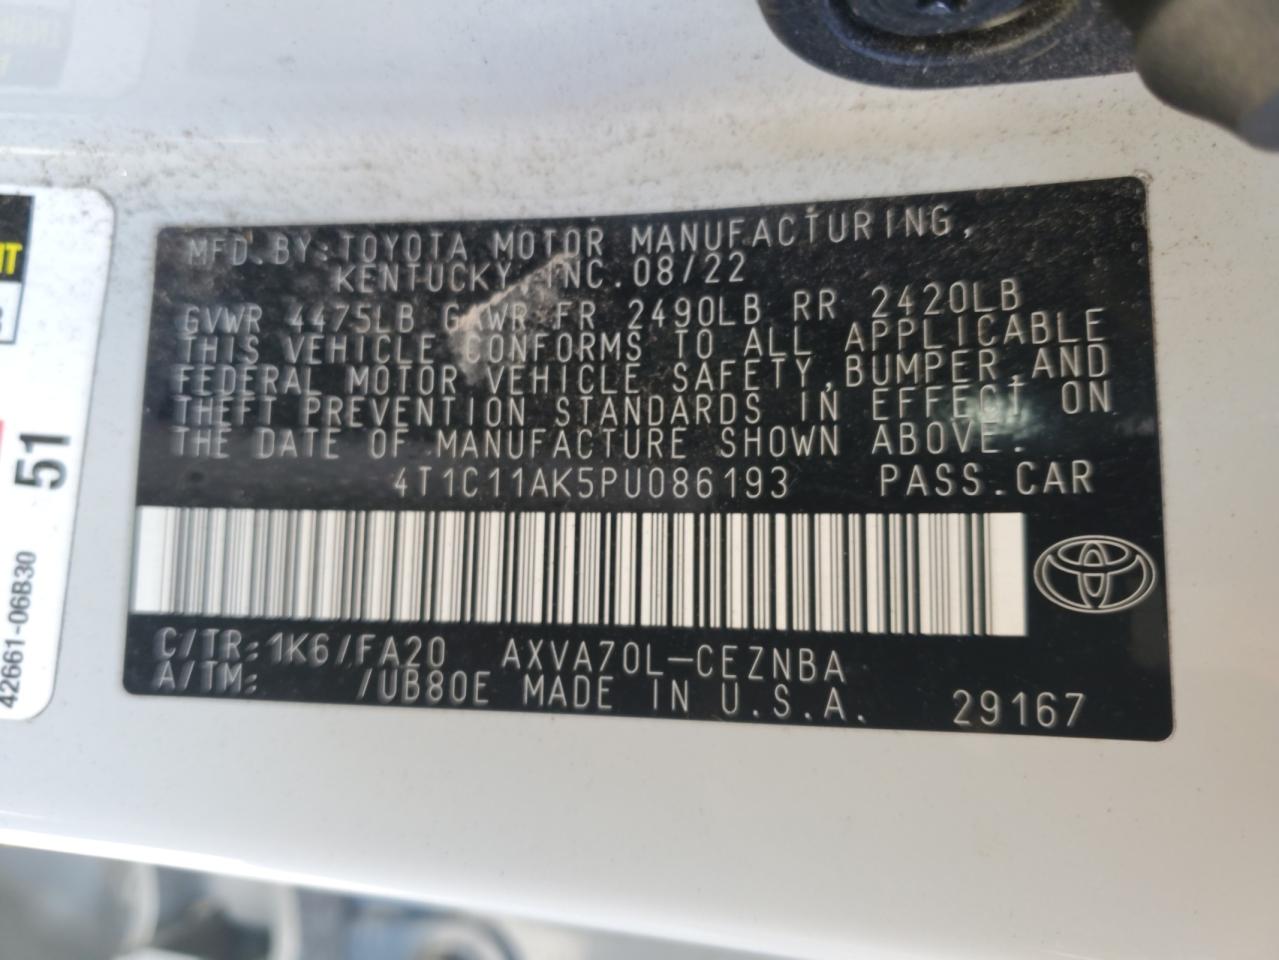 MFD.BY:TOYOTA MOTOR MANUFACTURING,
KENTUCKY,INC.08/22
GVWR 4475LB GAWR FR 2490LB RR 2420LB
THIS VEHICLE CONFORMS TO ALL APPLICABLE
FEDERAL MOTOR VEHICLE SAFETY,BUMPER,AND
THEFT PREVENTION STANDARDS IN EFFECT ON
THE DATE OF MANUFACTURE SHOWN ABOVE.
4T1C11AK5PU086193 PASS.CAR
C/TR:1K6/FA20 AXVA70L-CEZNBA
A/TM: /UB80E MADE IN U.S.A. 29167
51
42661-06B30